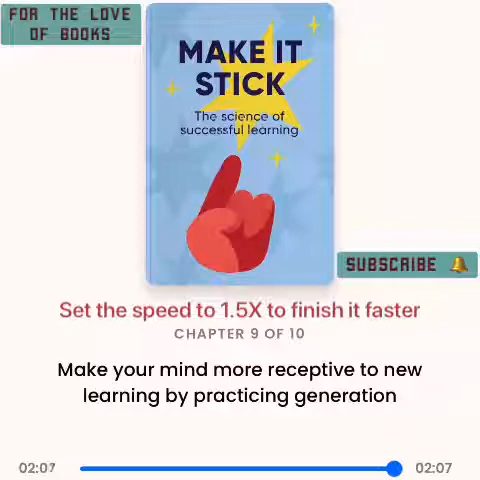 FOR THE LOVE
OF BOOKS
MAKE IT
STICK
The science of
successful learning
SUBSCRIBE
Set the speed to 1.5X to finish it faster
CHAPTER 9 OF 10
Make your mind more receptive to new
learning by practicing generation
02:07 02:07